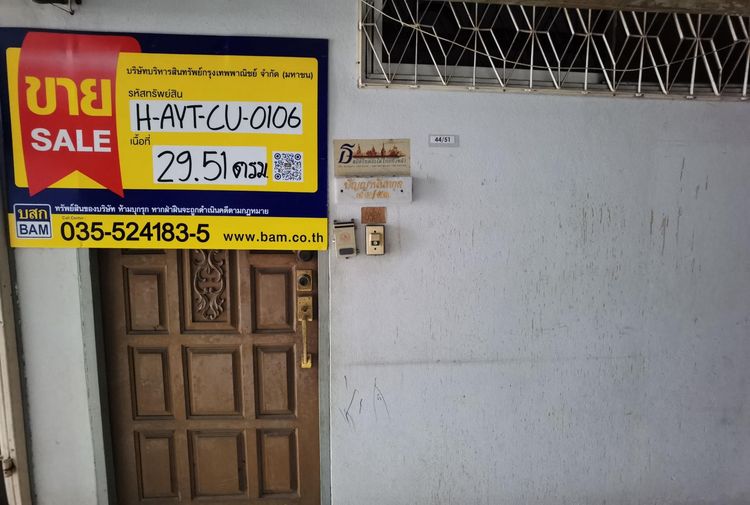 ขาย
SALE
บริษัทบริหารสินทรัพย์กรุงเทพพาณิชย์ จำกัด (มหาชน)
รหัสทรัพย์สิน
H-AYT-CU-0106
เนื้อที่
29.51 ตรม.
บสก
BAM
ทรัพย์สินของบริษัท ห้ามบุกรุก หากฝ่าฝืนจะถูกดำเนินคดีตามกฎหมาย
Call Center
035-524183-5 www.bam.co.th
44/51